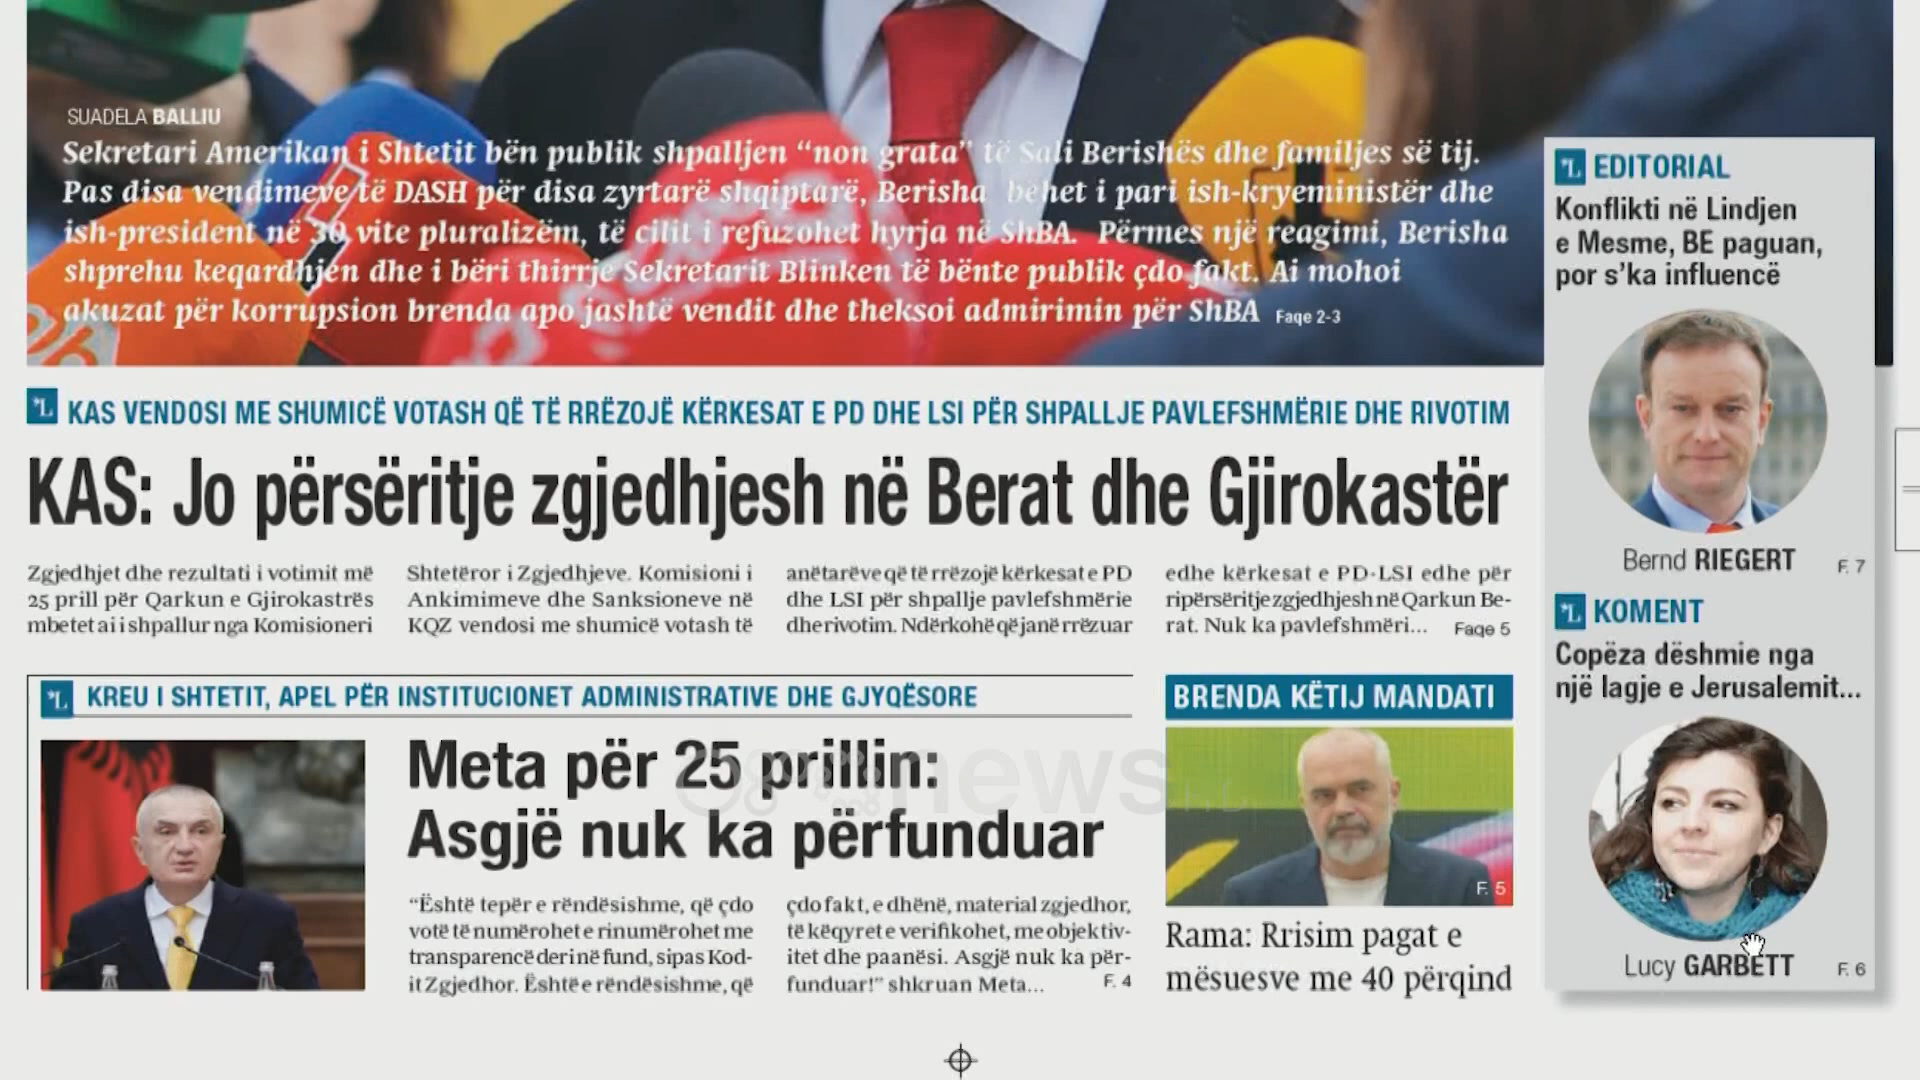 SUADELA BALLIU
Sekretari Amerikan i Shtetit bën publik shpalljen “non grata” të Sali Berishës dhe familjes së tij.
Pas disa vendimeve të DASH për disa zyrtarë shqiptarë, Berisha bëhet i pari ish-kryeministër dhe
ish-president në 30 vite pluralizëm, të cilit i refuzohet hyrja në ShBA. Përmes një reagimi, Berisha
shprehu keqardhjen dhe i bëri thirrje Sekretarit Blinken të bënte publik çdo fakt. Ai mohoi
akuzat për korrupsion brenda apo jashtë vendit dhe theksoi admirimin për ShBA Faqe 2-3
EDITORIAL
Konflikti në Lindjen
e Mesme, BE paguan,
por s’ka influencë
Bernd RIEGERT F. 7
KOMENT
Copëza dëshmie nga
një lagje e Jerusalemit...
Lucy GARBETT F. 6
KAS VENDOSI ME SHUMICË VOTASH QË TË RRËZOJË KËRKESAT E PD DHE LSI PËR SHPALLJE PAVLEFSHMËRIE DHE RIVOTIM
KAS: Jo përsëritje zgjedhjesh në Berat dhe Gjirokastër
Zgjedhjet dhe rezultati i votimit më
25 prill për Qarkun e Gjirokastrës
mbetet ai i shpallur nga Komisioneri
Shtetëror i Zgjedhjeve. Komisioni i
Ankimimeve dhe Sanksioneve në
KQZ vendosi me shumicë votash të
anëtarëve që të rrëzojë kërkesat e PD
dhe LSI për shpallje pavlefshmërie
dhe rivotim. Ndërkohë që janë rrëzuar
edhe kërkesat e PD-LSI edhe për
ripërsëritje zgjedhjesh në Qarkun Be-
rat. Nuk ka pavlefshmëri... Faqe 5
KREU I SHTETIT, APEL PËR INSTITUCIONET ADMINISTRATIVE DHE GJYQËSORE
Meta për 25 prillin:
Asgjë nuk ka përfunduar
“Është tepër e rëndësishme, që çdo
votë të numërohet e rinumërohet me
transparencë deri në fund, sipas Kod-
it Zgjedhor. Është e rëndësishme, që
çdo fakt, e dhënë, material zgjedhor,
të këqyret e verifikohet, me objektiv-
itet dhe paanësi. Asgjë nuk ka për-
funduar!” shkruan Meta... F. 4
BRENDA KËTIJ MANDATI
F. 5
Rama: Rrisim pagat e
mësuesve me 40 përqind
news